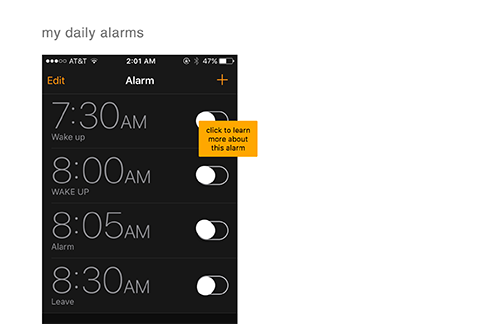 my daily alarms
AT&T 2:01 AM 47%
Edit Alarm +
7:30AM
Wake up
click to learn
more about
this alarm
8:00AM
WAKE UP
8:05AM
Alarm
8:30AM
Leave